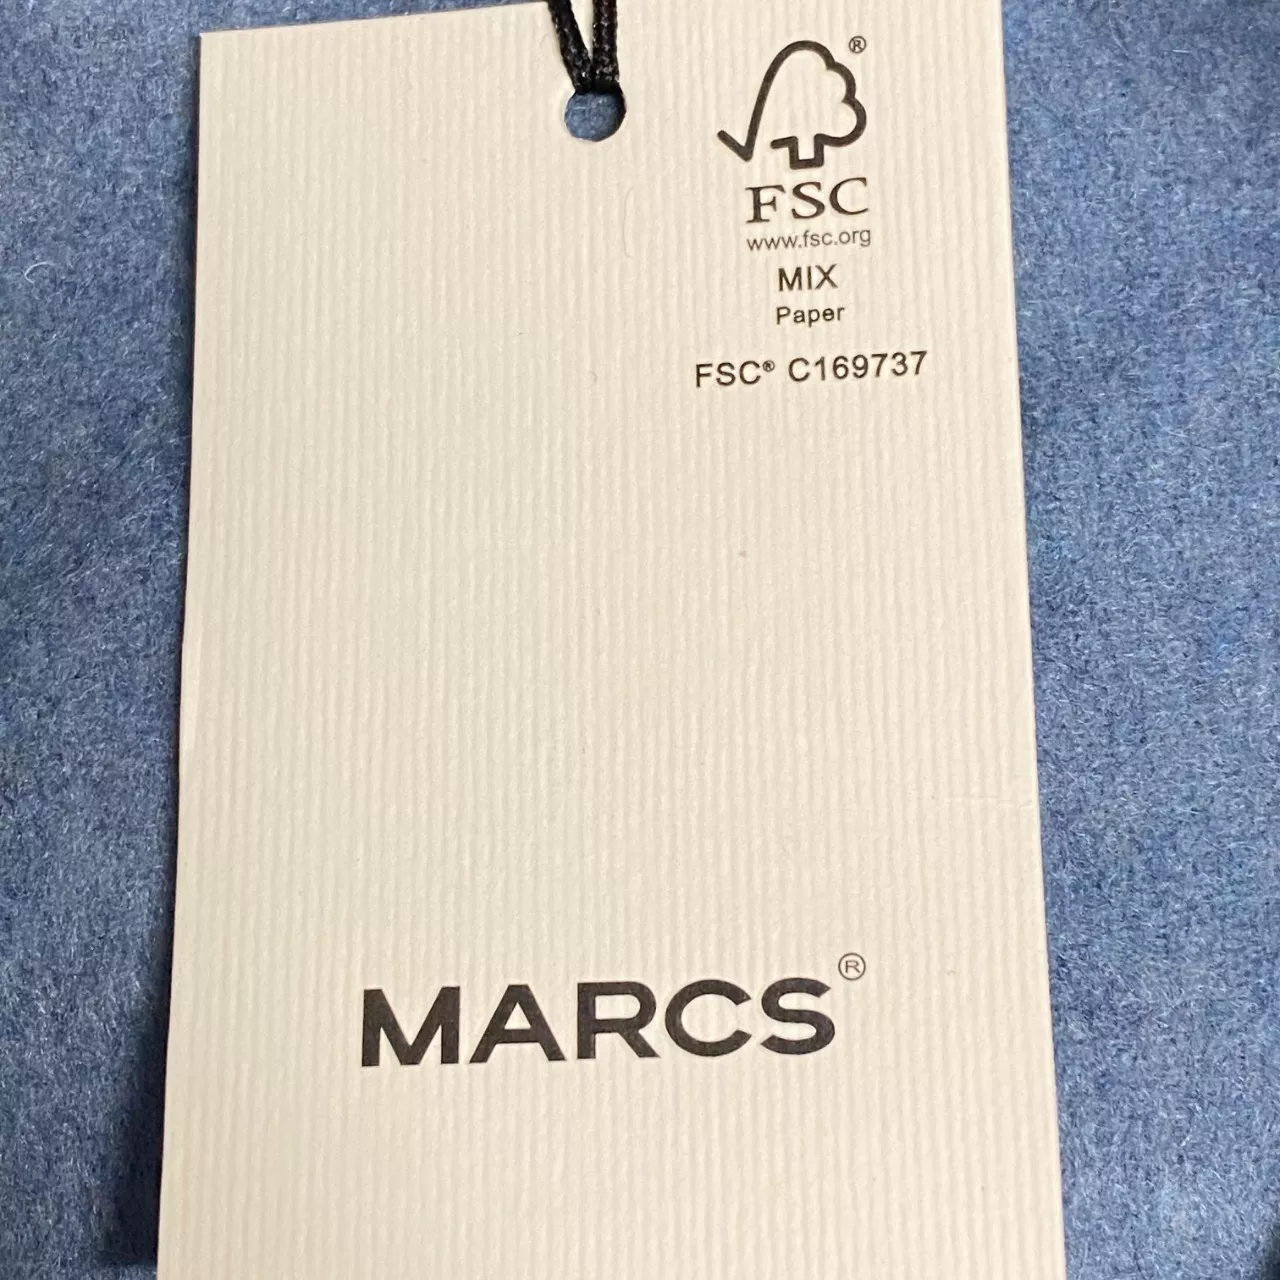 ®
FSC
www.fsc.org
MIX
Paper
FSC® C169737
MARCS®